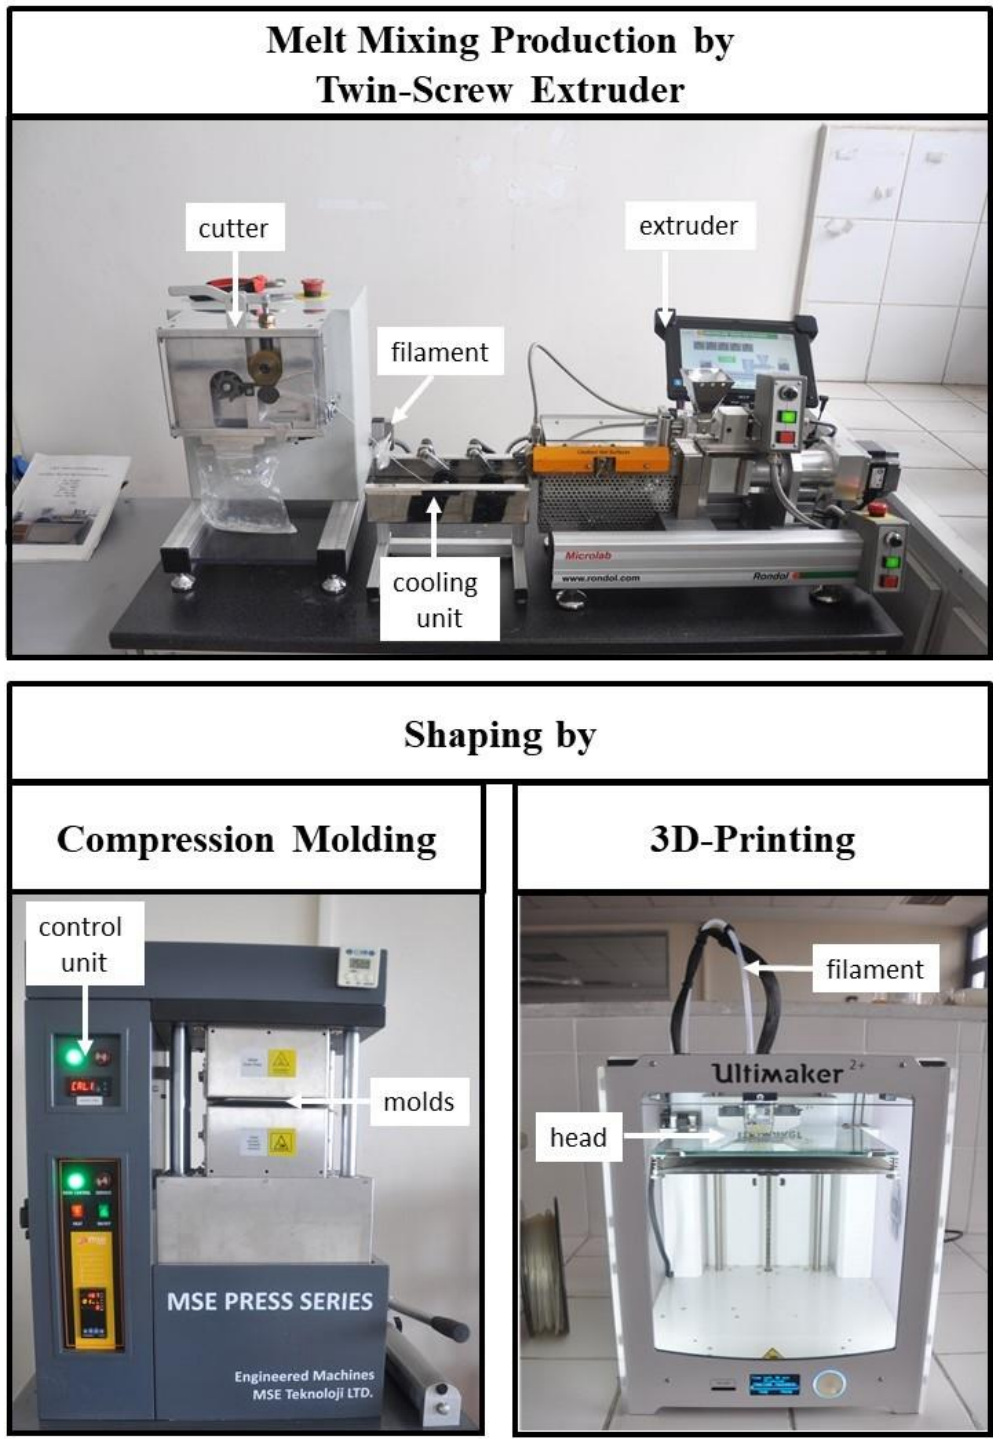 Melt Mixing Production by
Twin-Screw Extruder
cutter
extruder
filament
cooling
unit
Microlab
www.rondol.com
Rondol
Shaping by
Compression Molding
3D-Printing
control
unit
filament
Ultimaker 2+
molds
head
MSE PRESS SERIES
Engineered Machines
MSE Teknoloji LTD.